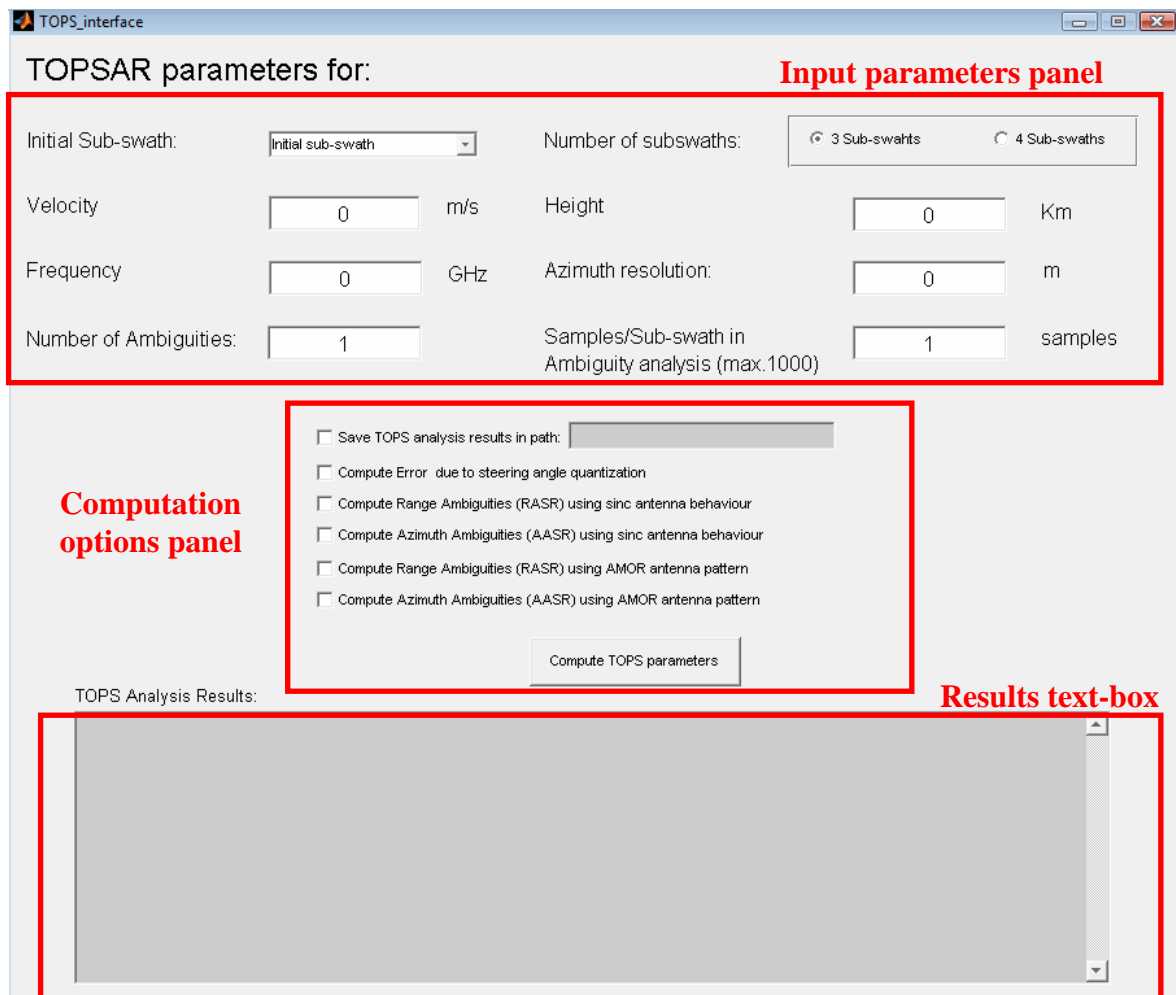 TOPS_interface
TOPSAR parameters for:
Input parameters panel
Initial Sub-swath:
Initial sub-swath
Number of subswaths:
3 Sub-swahts
4 Sub-swaths
Velocity
0
m/s
Height
0
Km
Frequency
0
GHz
Azimuth resolution:
0
m
Number of Ambiguities:
1
Samples/Sub-swath in
Ambiguity analysis (max.1000)
1
samples
Computation
options panel
Save TOPS analysis results in path:
Compute Error due to steering angle quantization
Compute Range Ambiguities (RASR) using sinc antenna behaviour
Compute Azimuth Ambiguities (AASR) using sinc antenna behaviour
Compute Range Ambiguities (RASR) using AMOR antenna pattern
Compute Azimuth Ambiguities (AASR) using AMOR antenna pattern
Compute TOPS parameters
TOPS Analysis Results:
Results text-box